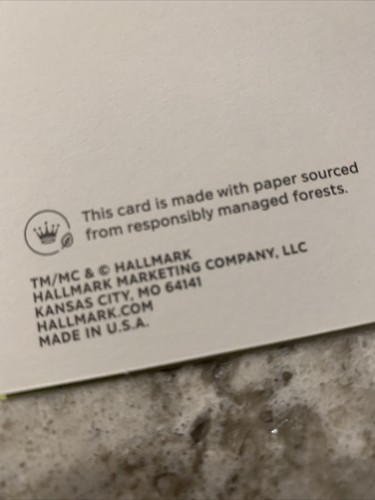 This card is made with paper sourced
from responsibly managed forests.
TM/MC & © HALLMARK
HALLMARK MARKETING COMPANY, LLC
KANSAS CITY, MO 64141
HALLMARK.COM
MADE IN U.S.A.